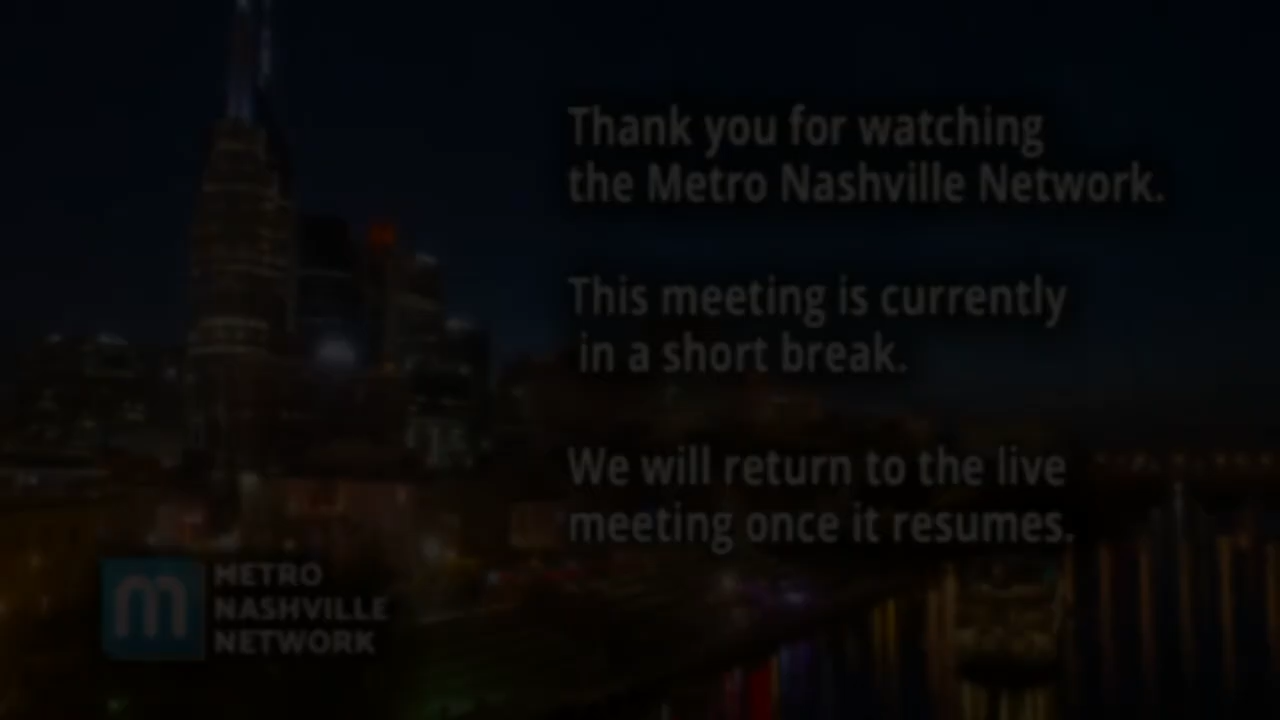 Thank you for watching
the Metro Nashville Network.
This meeting is currently
in a short break.
We will return to the live
meeting once it resumes.
m
METRO
NASHVILLE
NETWORK